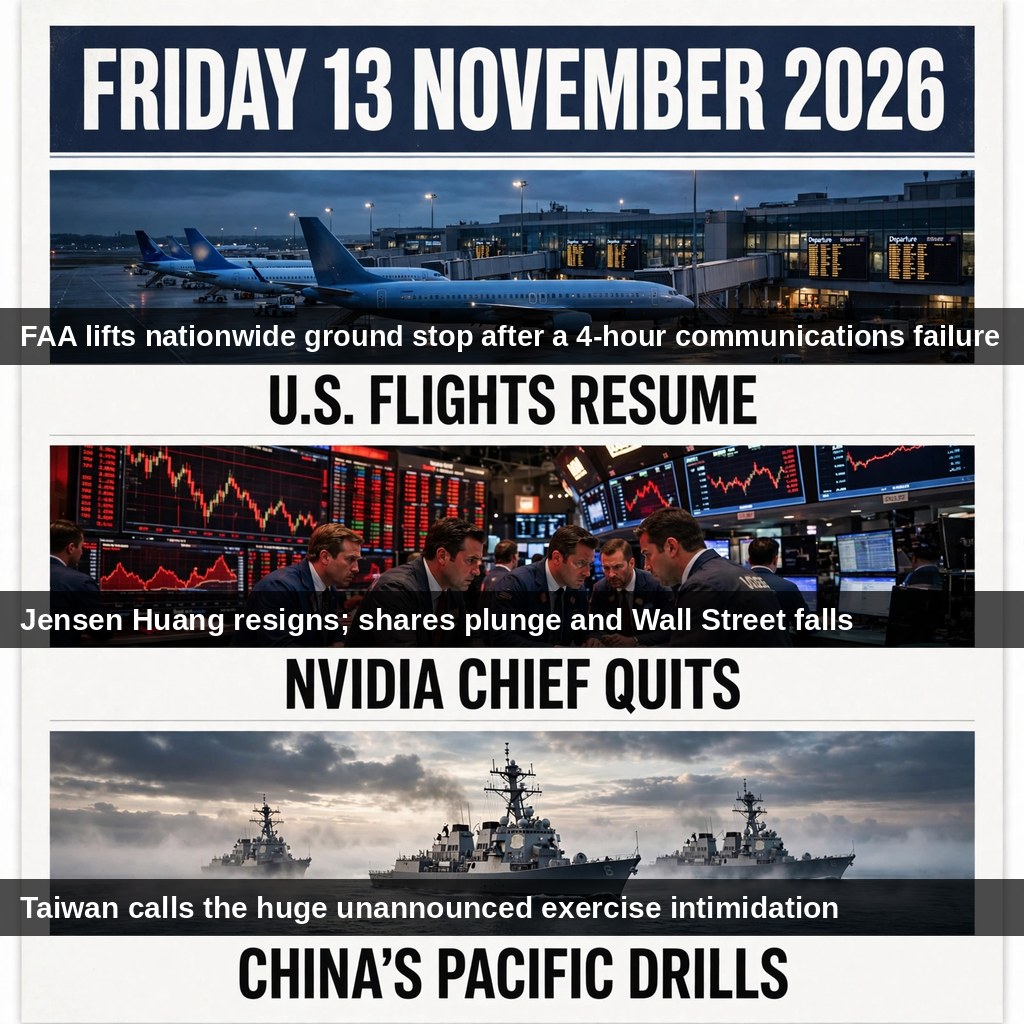 FRIDAY 13 NOVEMBER 2026
Departure
Departure
FAA lifts nationwide ground stop after a 4-hour communications failure
U.S. FLIGHTS RESUME
Jensen Huang resigns; shares plunge and Wall Street falls
NVIDIA CHIEF QUITS
Taiwan calls the huge unannounced exercise intimidation
CHINA’S PACIFIC DRILLS